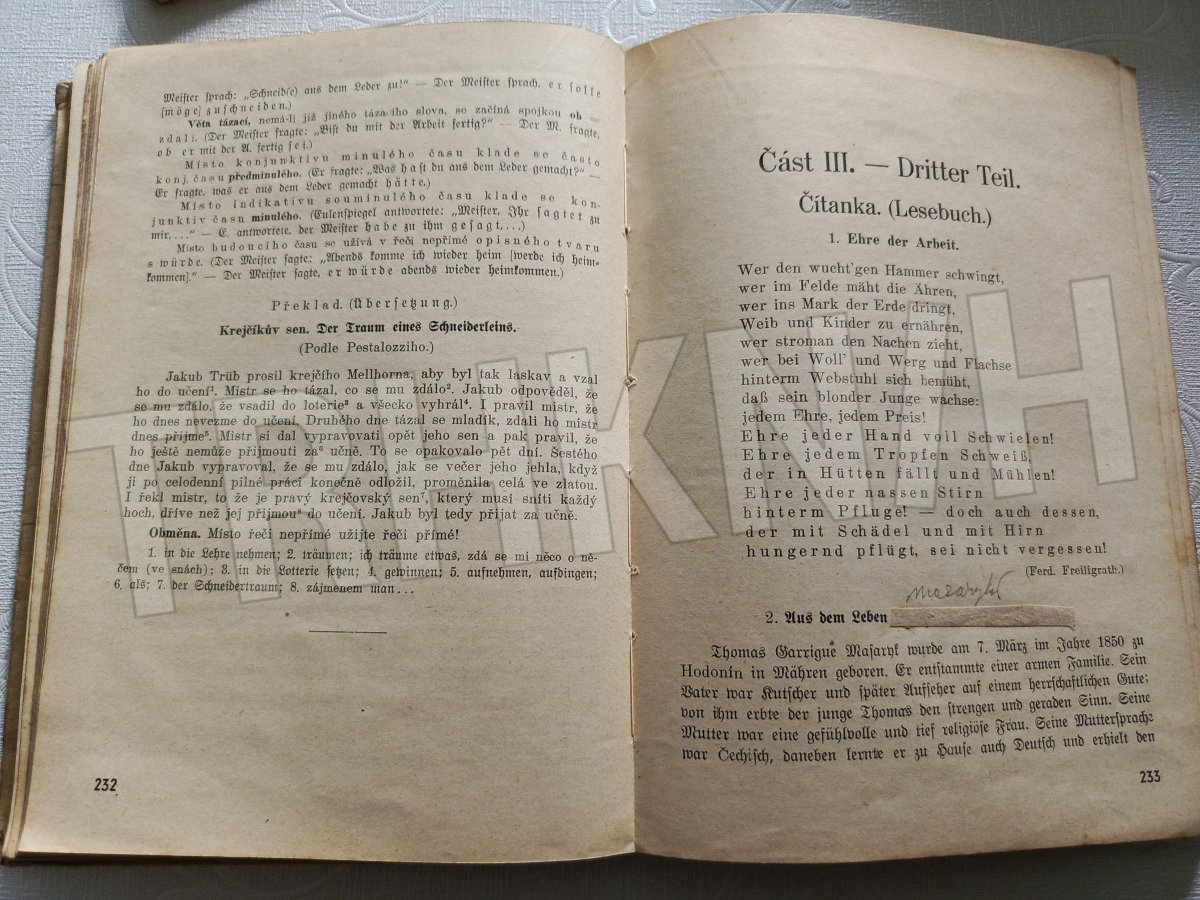 Meister sprach: „Schneid(e) aus dem Leder zu!" — Der Meister sprach, er solle
[möge] zuschneiden.)
Věta tázací, nemá-li již jiného tázacího slova, se začíná spojkou ob —
zdali. (Der Meister fragte: „Bist du mit der Arbeit fertig?" — Der M. fragte,
ob er mit der A. fertig sei.)
Místo konjunktivu minulého času klade se často
konj. času předminulého. (Er fragte: „Was hast du aus dem Leder gemacht?" —
Er fragte, was er aus dem Leder gemacht hätte.)
Místo indikativu souminulého času klade se kon-
junktiv času minulého. (Eulenspiegel antwortete: „Meister, Ihr sagtet zu
mir,..." — E. antwortete, der Meister habe zu ihm gesagt,...)
Místo budoucího času se užívá v řeči nepřímé opisného tvaru
s würde. (Der Meister sagte: „Abends komme ich wieder heim [werde ich heim-
kommen]." — Der Meister sagte, er würde abends wieder heimkommen.)
Překlad. (Übersetzung.)
Krejčíkův sen. Der Traum eines Schneiderleins.
(Podle Pestalozziho.)
Jakub Trüb prosil krejčího Mellhorna, aby byl tak laskav a vzal
ho do učení¹. Mistr se ho tázal, co se mu zdálo². Jakub odpověděl, že
se mu zdálo, že vsadil do loterie³ a všecko vyhrál⁴. I pravil mistr, že
ho dnes nevezme do učení. Druhého dne tázal se mladík, zdali ho mistr
dnes přijme⁵. Mistr si dal vypravovati opět jeho sen a pak pravil, že
ho ještě nemůže přijmouti za⁶ učně. To se opakovalo pět dní. Šestého
dne Jakub vypravoval, že se mu zdálo, jak se večer jeho jehla, když
ji po celodenní pilné práci konečně odložil, proměnila celá ve zlatou.
I řekl mistr, to že je pravý krejčovský sen⁷, který musí sníti každý
hoch, dříve než jej přijmou⁸ do učení. Jakub byl tedy přijat za učně.
Obměna. Místo řeči nepřímé užijte řeči přímé!
1. in die Lehre nehmen; 2. träumen; ich träume etwas, zdá se mi něco o ně-
čem (ve snách); 3. in die Lotterie setzen; 4. gewinnen; 5. aufnehmen, aufdingen;
6. als; 7. der Schneidertraum; 8. zájmenem man...
232
Část III. — Dritter Teil.
Čítanka. (Lesebuch.)
1. Ehre der Arbeit.
Wer den wucht'gen Hammer schwingt,
wer im Felde mäht die Ähren,
wer ins Mark der Erde dringt,
Weib und Kinder zu ernähren,
wer stroman den Nachen zieht,
wer bei Woll' und Werg und Flachse
hinterm Webstuhl sich bemüht,
daß sein blonder Junge wachse:
jedem Ehre, jedem Preis!
Ehre jeder Hand voll Schwielen!
Ehre jedem Tropfen Schweiß,
der in Hütten fällt und Mühlen!
Ehre jeder nassen Stirn
hinterm Pfluge! — doch auch dessen,
der mit Schädel und mit Hirn
hungernd pflügt, sei nicht vergessen!
(Ferd. Freiligrath.)
Masaryks
2. Aus dem Leben
Thomas Garrigue Masaryk wurde am 7. März im Jahre 1850 zu
Hodonín in Mähren geboren. Er entstammte einer armen Familie. Sein
Vater war Kutscher und später Aufseher auf einem herrschaftlichen Gute;
von ihm erbte der junge Thomas den strengen und geraden Sinn. Seine
Mutter war eine gefühlvolle und tief religiöse Frau. Seine Muttersprache
war Čechisch, daneben lernte er zu Hause auch Deutsch und erhielt den
233
TRHKNIH